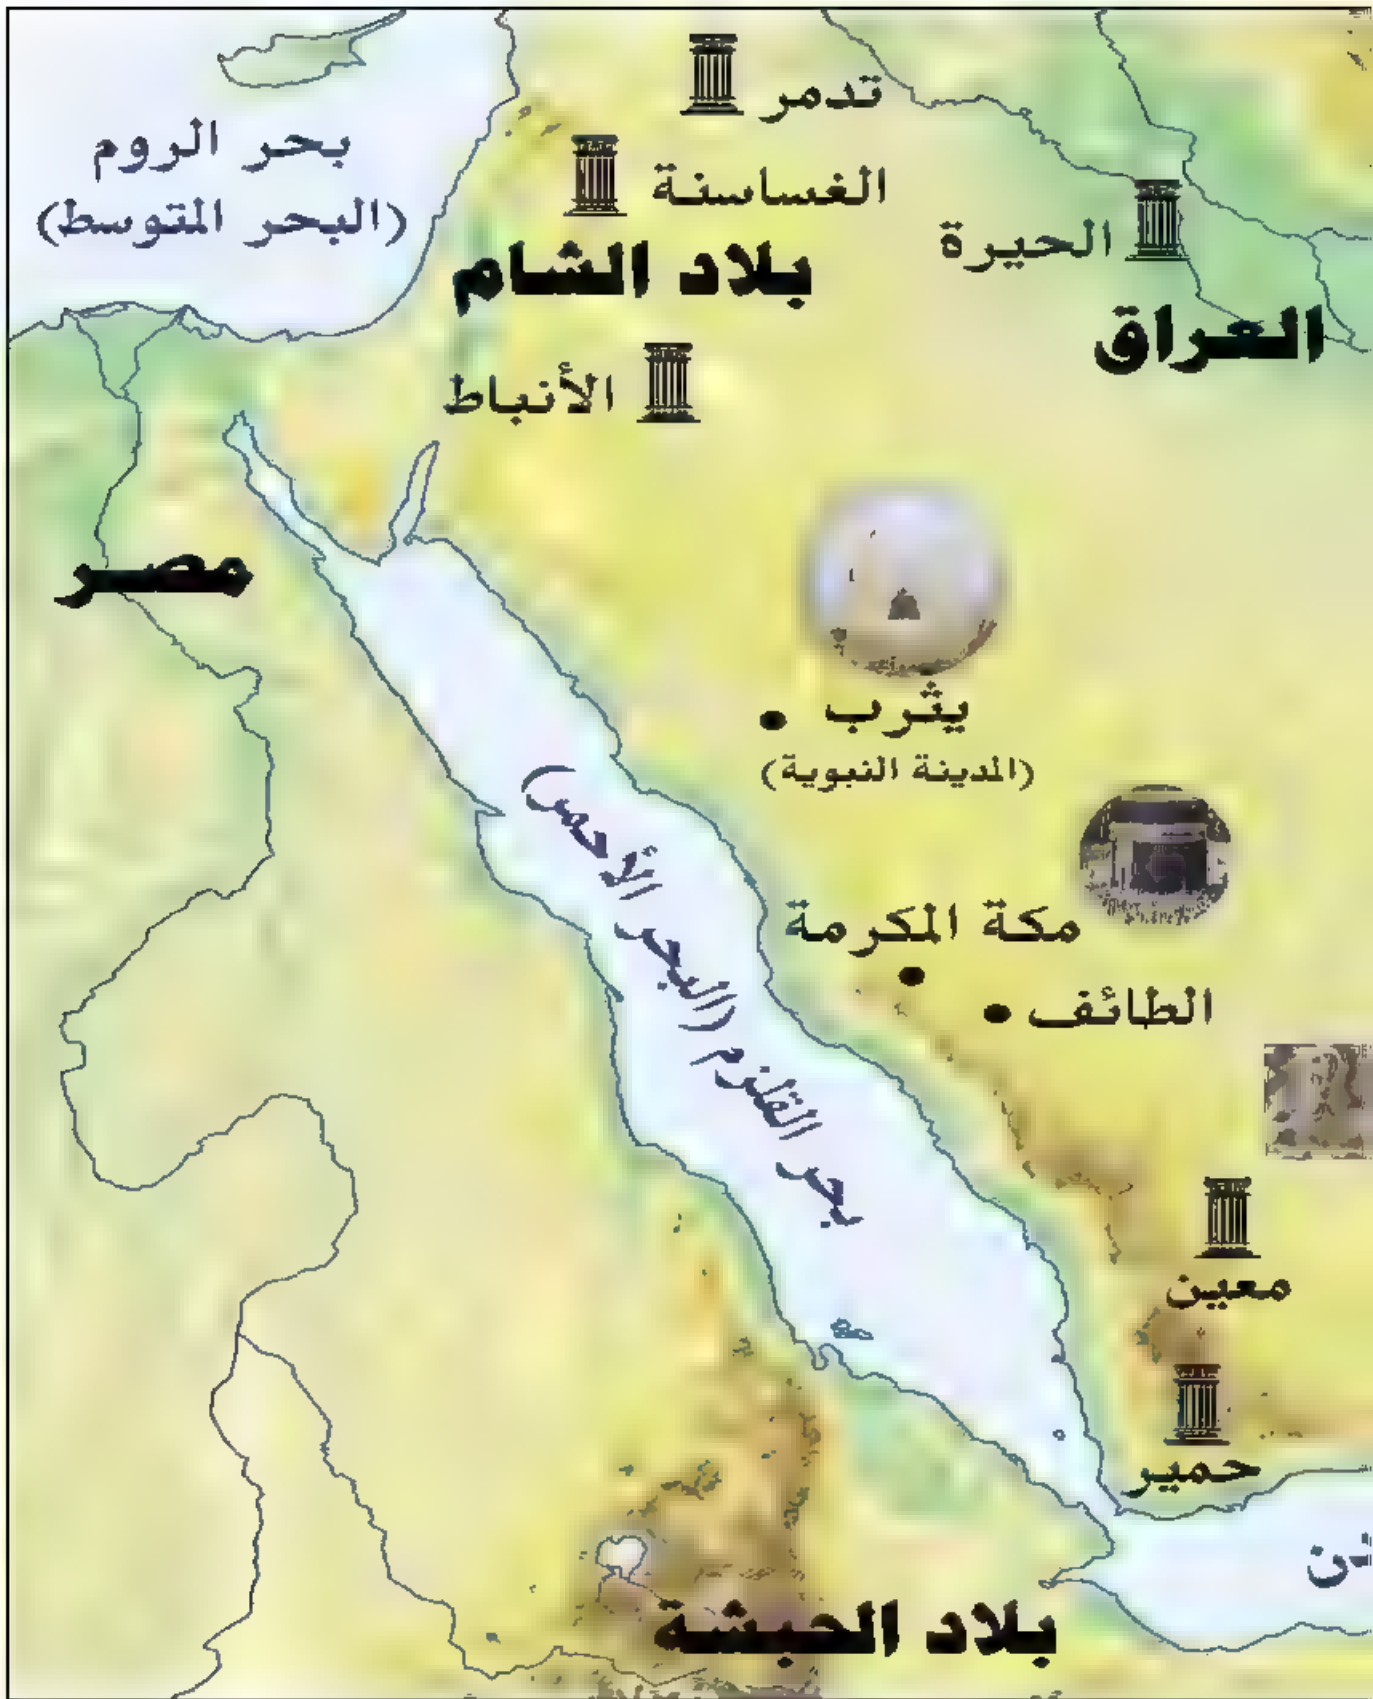 تدمر
بحر الروم
(البحر المتوسط)
الغساسنة
الحيرة
بلاد الشام
العراق
الأنباط
مصر
يثرب
(المدينة النبوية)
مكة المكرمة
الطائف
بحر القلزم (البحر الأحمر)
معين
حمير
بلاد الحبشة